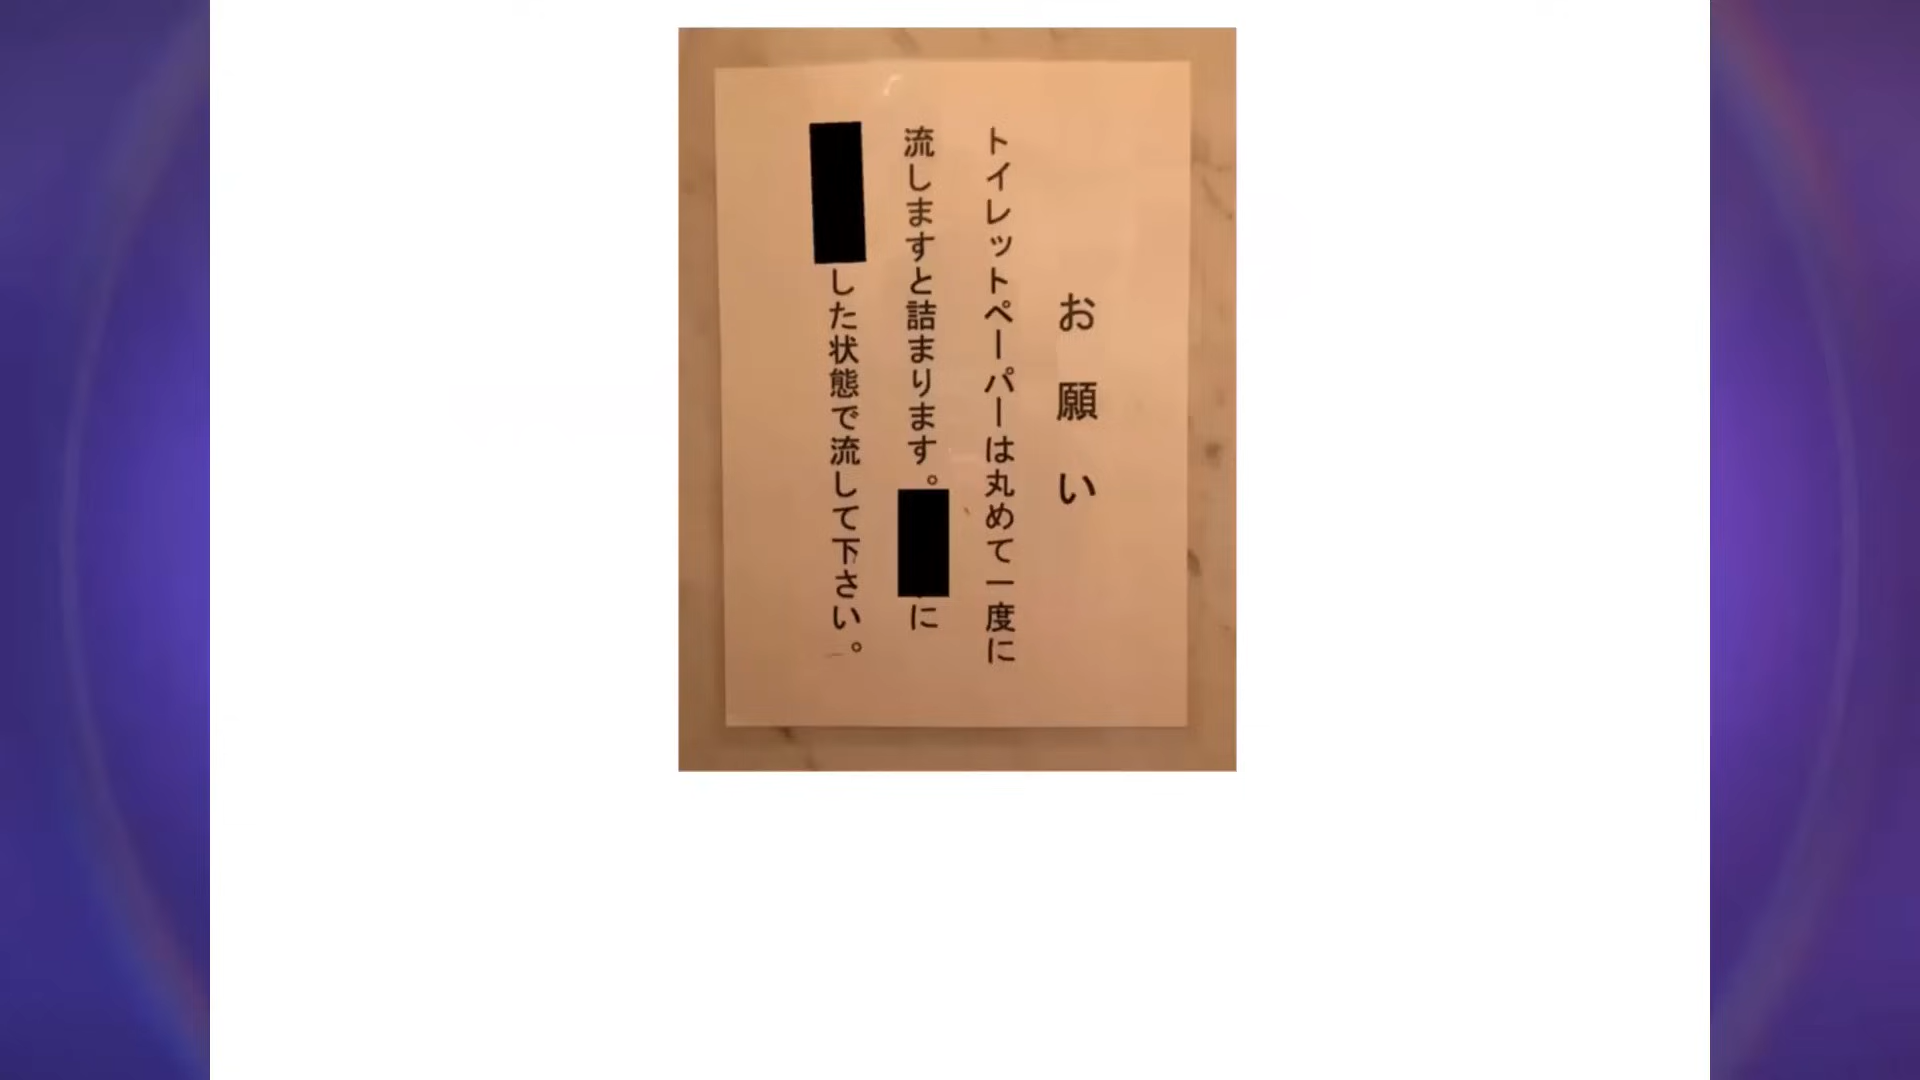 お願い
トイレットペーパーは丸めて一度に
流しますと詰まります。に
した状態で流して下さい。